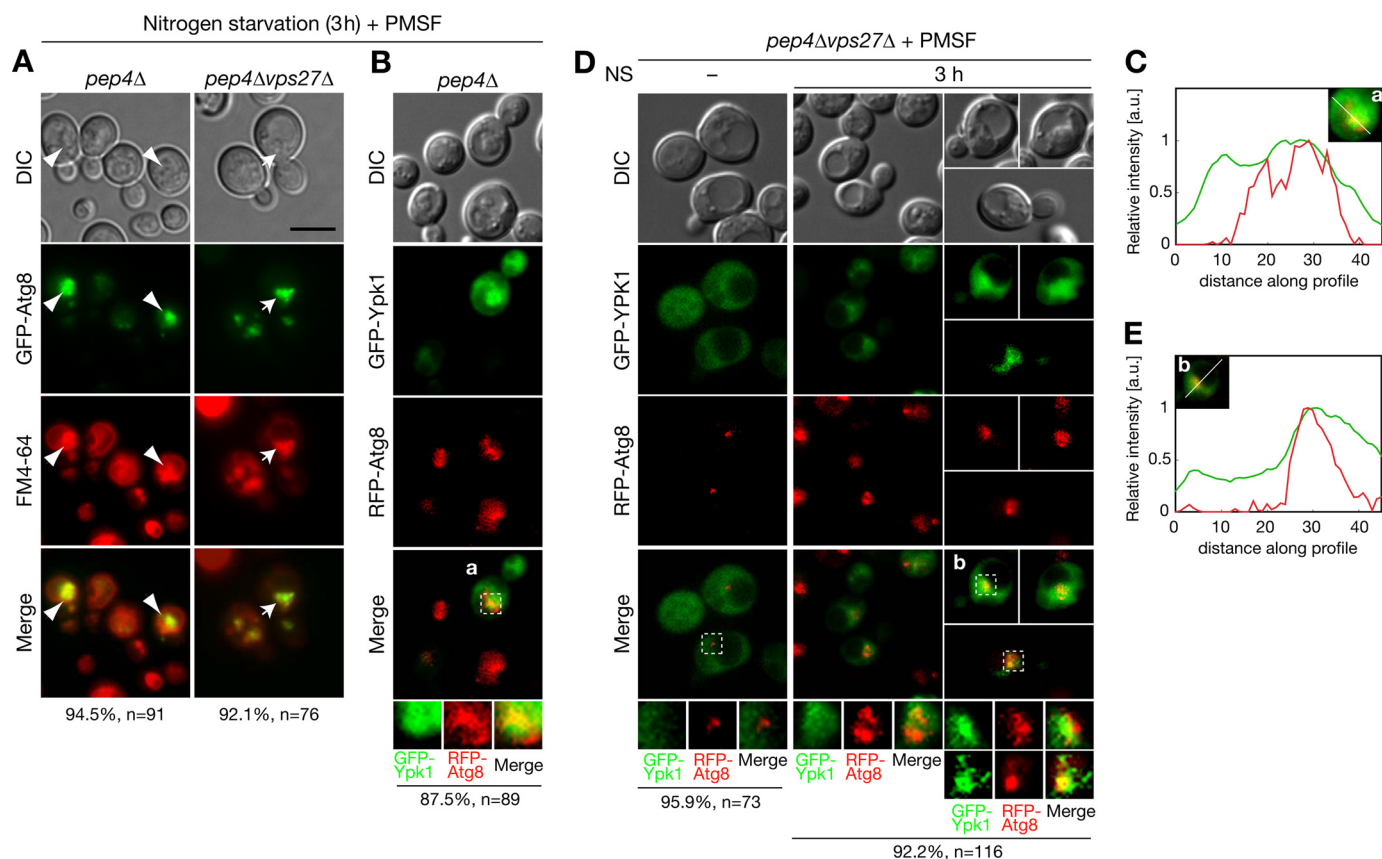 Nitrogen starvation (3 h) + PMSF
A
pep4Δ
pep4Δvps27Δ
DIC
GFP-Atg8
FM4-64
Merge
94.5%, n=91
92.1%, n=76
B
pep4Δ
DIC
GFP-Ypk1
RFP-Atg8
Merge
a
GFP-
Ypk1
RFP-
Atg8
Merge
87.5%, n=89
D
pep4Δvps27Δ + PMSF
NS
–
3 h
DIC
GFP-YPK1
RFP-Atg8
Merge
b
GFP-
Ypk1
RFP-
Atg8
Merge
95.9%, n=73
GFP-
Ypk1
RFP-
Atg8
Merge
GFP-
Ypk1
RFP-
Atg8
Merge
92.2%, n=116
C
a
Relative intensity [a.u.]
1
0.5
0
0 10 20 30 40
distance along profile
E
b
Relative intensity [a.u.]
1
0.5
0
0 10 20 30 40
distance along profile